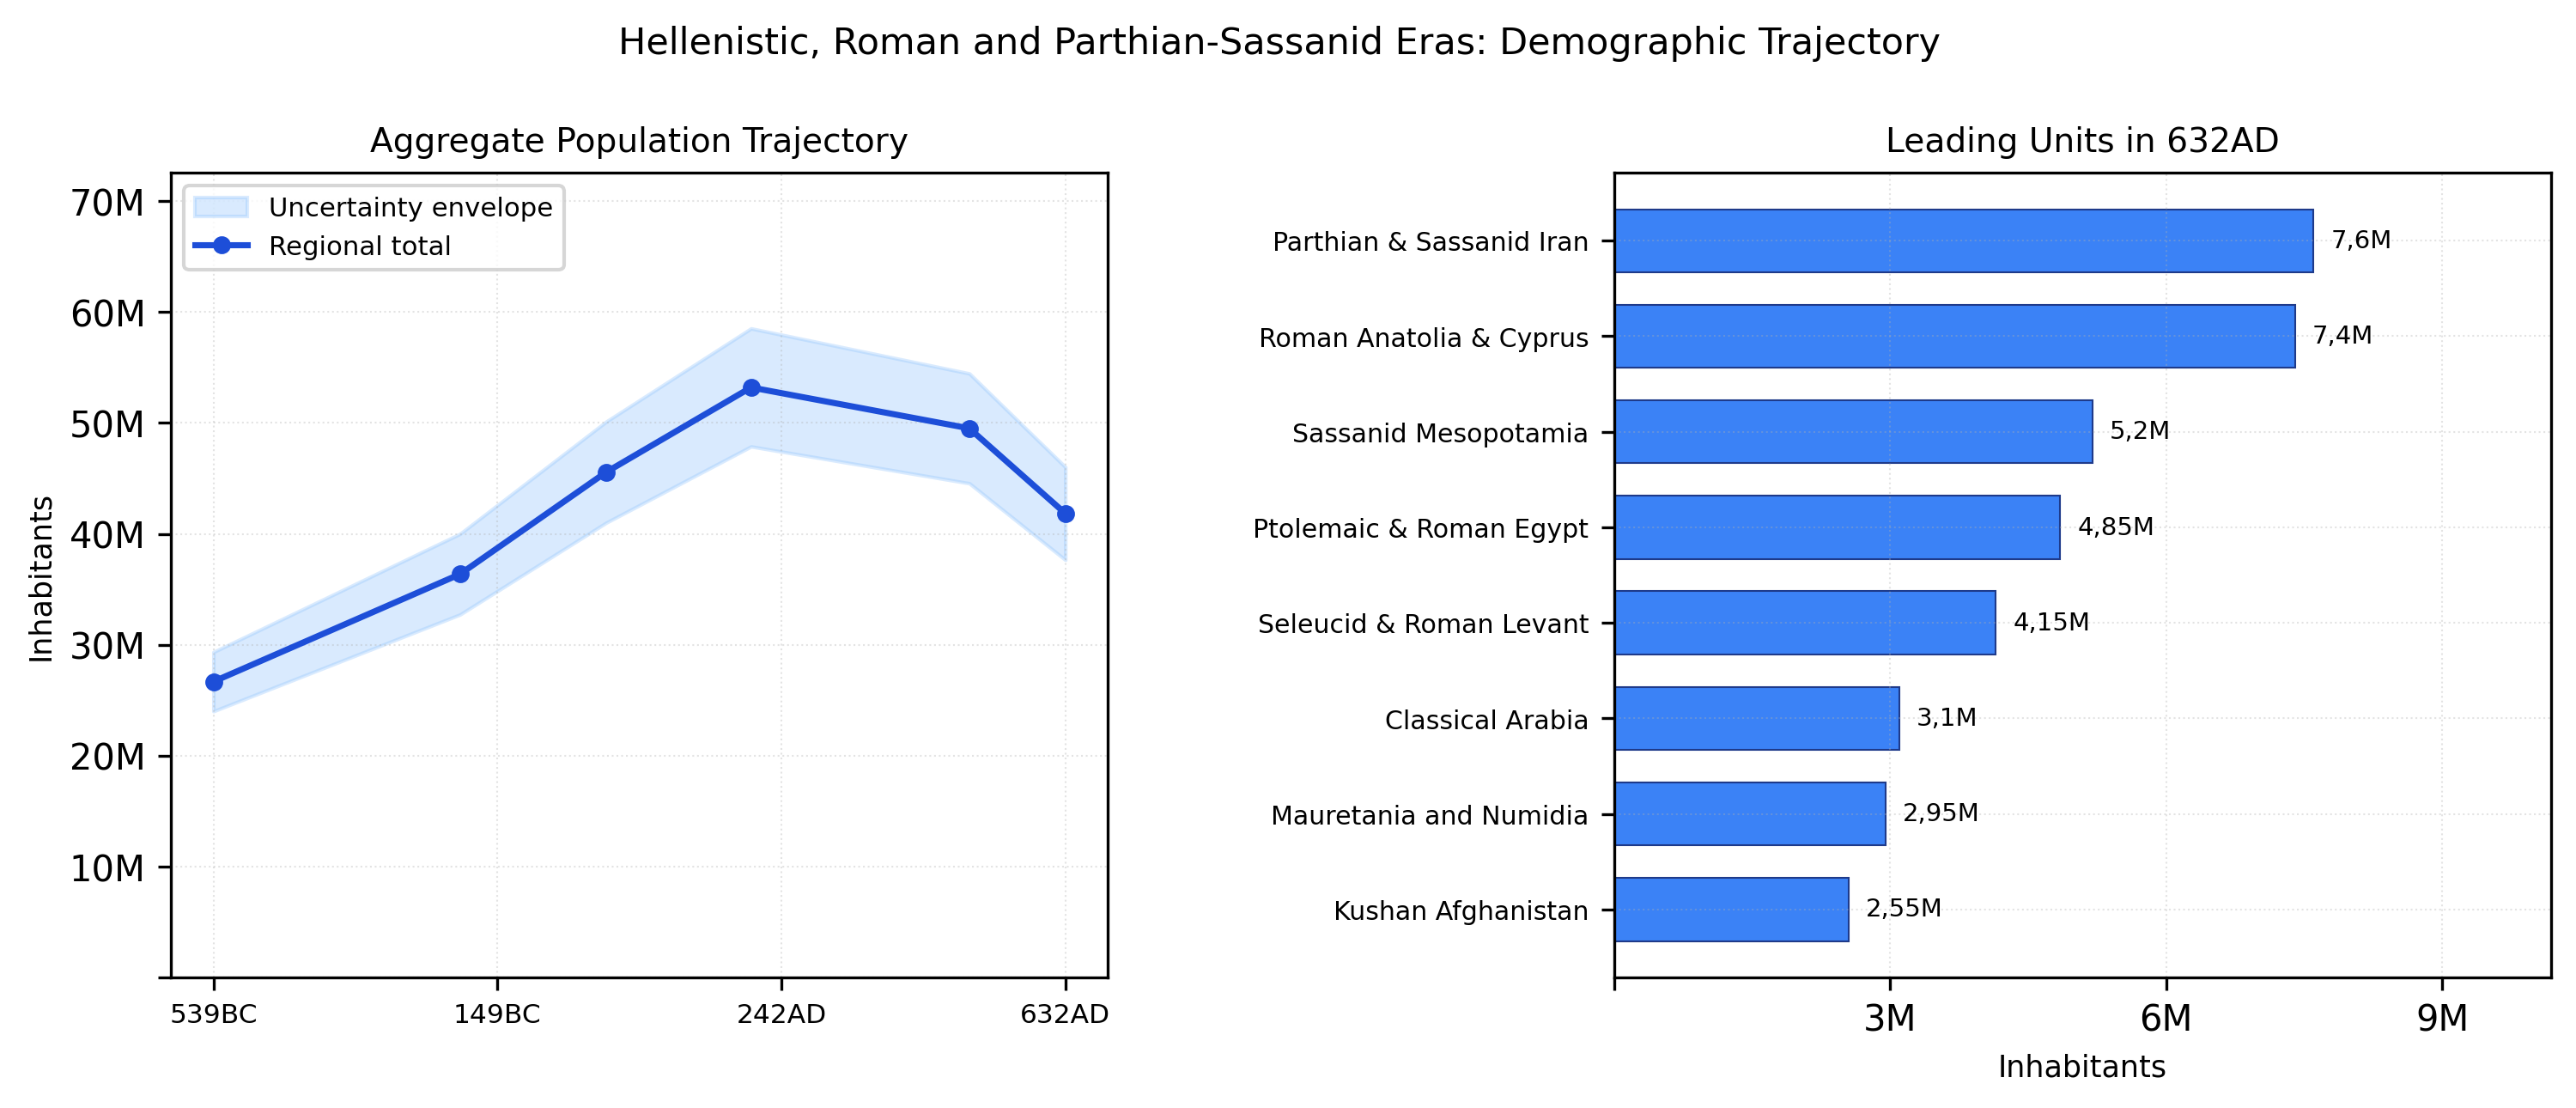 Hellenistic, Roman and Parthian-Sassanid Eras: Demographic Trajectory
Aggregate Population Trajectory
Uncertainty envelope
Regional total
Inhabitants
70M
60M
50M
40M
30M
20M
10M
539BC
149BC
242AD
632AD
Leading Units in 632AD
Parthian & Sassanid Iran
7,6M
Roman Anatolia & Cyprus
7,4M
Sassanid Mesopotamia
5,2M
Ptolemaic & Roman Egypt
4,85M
Seleucid & Roman Levant
4,15M
Classical Arabia
3,1M
Mauretania and Numidia
2,95M
Kushan Afghanistan
2,55M
3M
6M
9M
Inhabitants